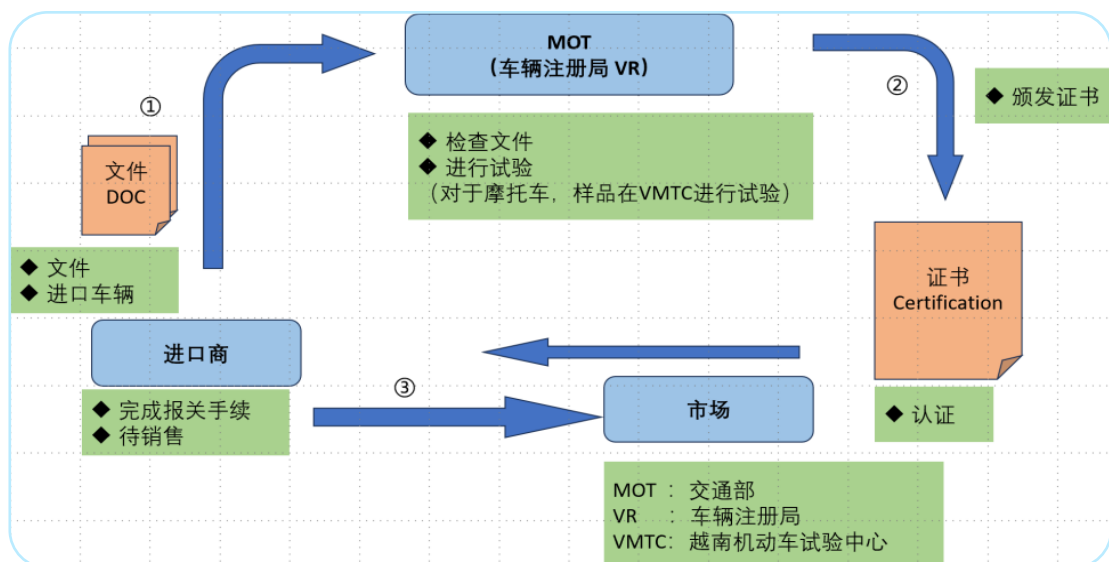 MOT
（车辆注册局 VR）
①
②
◆ 颁发证书
文件
DOC
◆ 检查文件
◆ 进行试验
（对于摩托车，样品在VMTC进行试验）
◆ 文件
◆ 进口车辆
证书
Certification
进口商
③
市场
◆ 完成报关手续
◆ 待销售
◆ 认证
MOT ：交通部
VR ：车辆注册局
VMTC：越南机动车试验中心